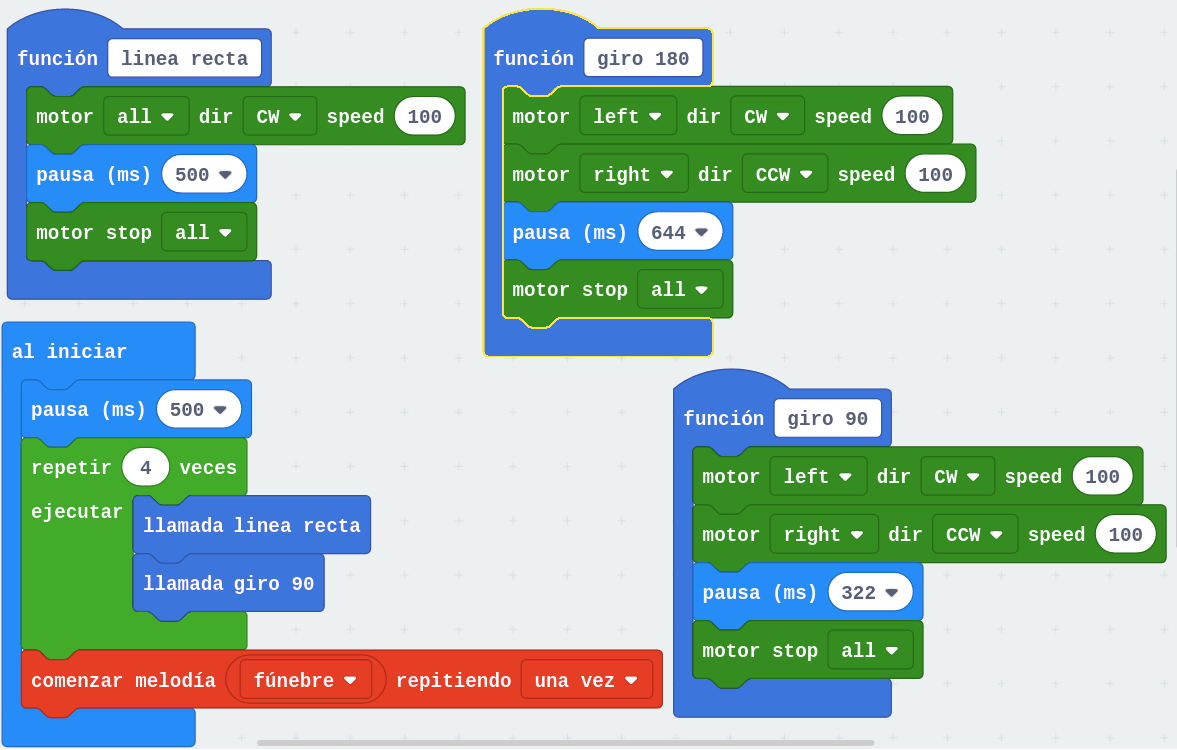 función linea recta
motor all dir CW speed 100
pausa (ms) 500
motor stop all
función giro 180
motor left dir CW speed 100
motor right dir CCW speed 100
pausa (ms) 644
motor stop all
al iniciar
pausa (ms) 500
repetir 4 veces
ejecutar
llamada linea recta
llamada giro 90
comenzar melodía fúnebre repitiendo una vez
función giro 90
motor left dir CW speed 100
motor right dir CCW speed 100
pausa (ms) 322
motor stop all